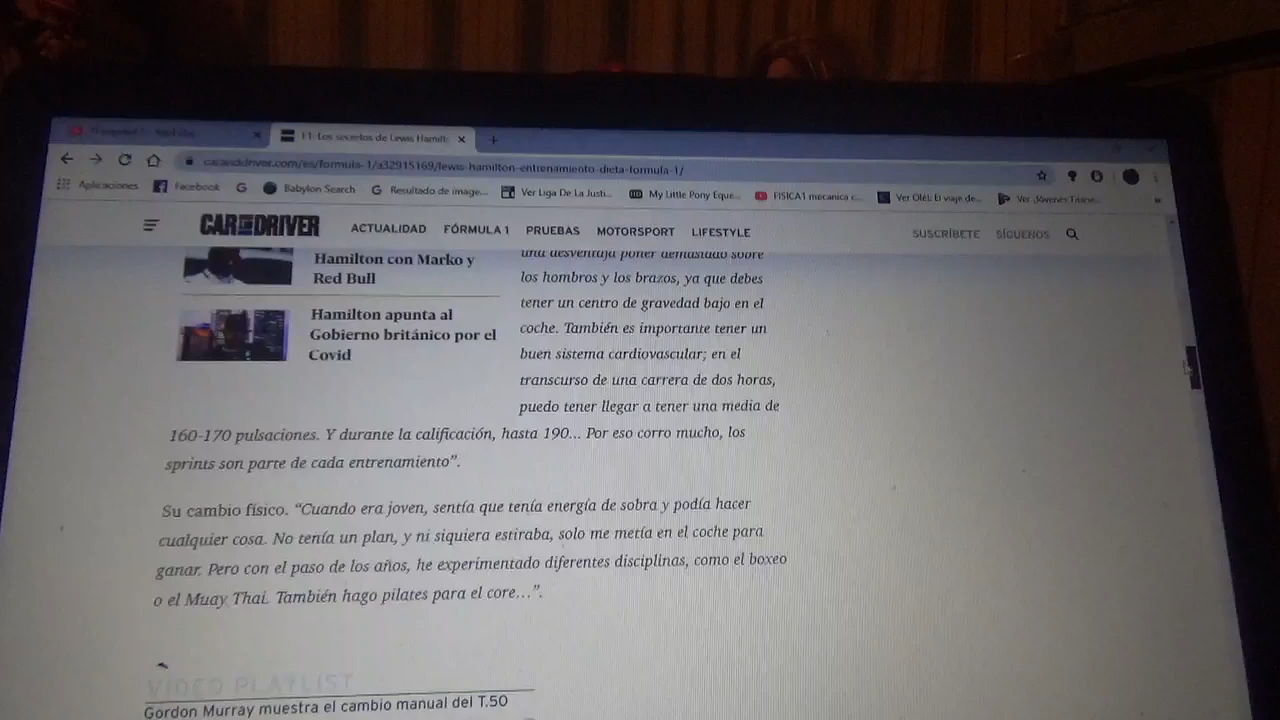 F1: Los secretos de Lewis Hamilt
caranddriver.com/es/formula-1/a32915169/lewis-hamilton-entrenamiento-dieta-formula-1/
Aplicaciones Facebook Babylon Search Resultado de image... Ver Liga De La Justi... My Little Pony Eque... FISICA1 mecanica c... Ver ¡Jóvenes Titane...
CAR AND DRIVER ACTUALIDAD FÓRMULA 1 PRUEBAS MOTORSPORT LIFESTYLE SUSCRÍBETE SÍGUENOS
Hamilton con Marko y
Red Bull
Hamilton apunta al
Gobierno británico por el
Covid
una desventaja poner demasiado sobre
los hombros y los brazos, ya que debes
tener un centro de gravedad bajo en el
coche. También es importante tener un
buen sistema cardiovascular; en el
transcurso de una carrera de dos horas,
puedo tener llegar a tener una media de
160-170 pulsaciones. Y durante la calificación, hasta 190... Por eso corro mucho, los
sprints son parte de cada entrenamiento”.
Su cambio físico. “Cuando era joven, sentía que tenía energía de sobra y podía hacer
cualquier cosa. No tenía un plan, y ni siquiera estiraba, solo me metía en el coche para
ganar. Pero con el paso de los años, he experimentado diferentes disciplinas, como el boxeo
o el Muay Thai. También hago pilates para el core…”.
VIDEO PLAYLIST
Gordon Murray muestra el cambio manual del T.50